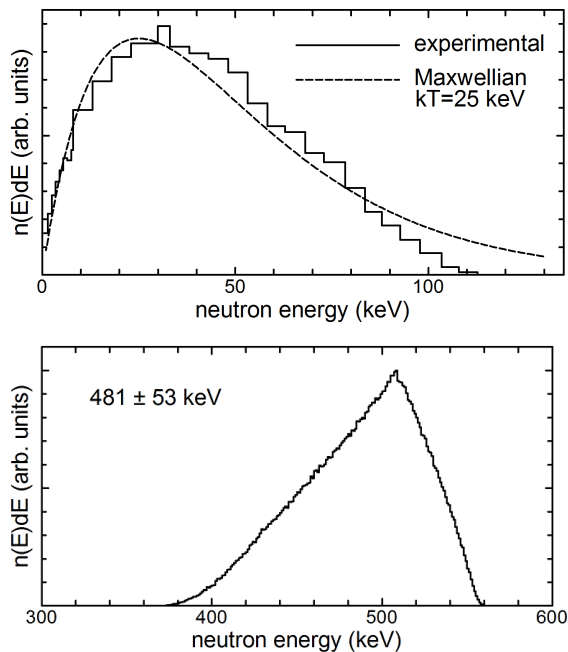 n(E)dE (arb. units)
experimental
Maxwellian
kT=25 keV
0 50 100
neutron energy (keV)
n(E)dE (arb. units)
481 ± 53 keV
300 400 500 600
neutron energy (keV)